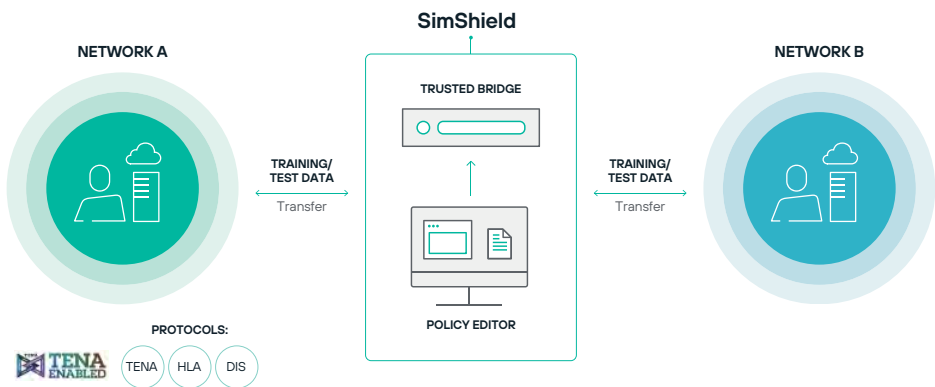 SimShield
NETWORK A
NETWORK B
TRUSTED BRIDGE
TRAINING/
TEST DATA
Transfer
TRAINING/
TEST DATA
Transfer
POLICY EDITOR
PROTOCOLS:
TENA
ENABLED
TENA
HLA
DIS